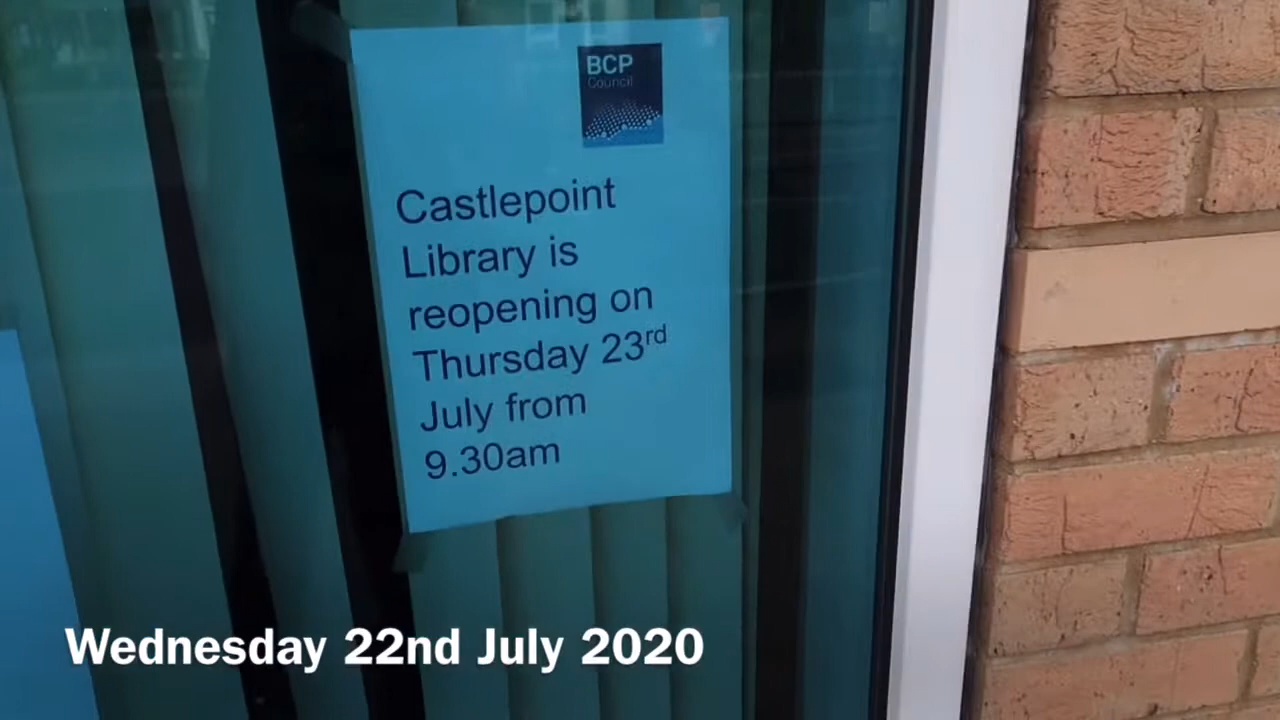 BCP
Council
Castlepoint
Library is
reopening on
Thursday 23rd
July from
9.30am
Wednesday 22nd July 2020